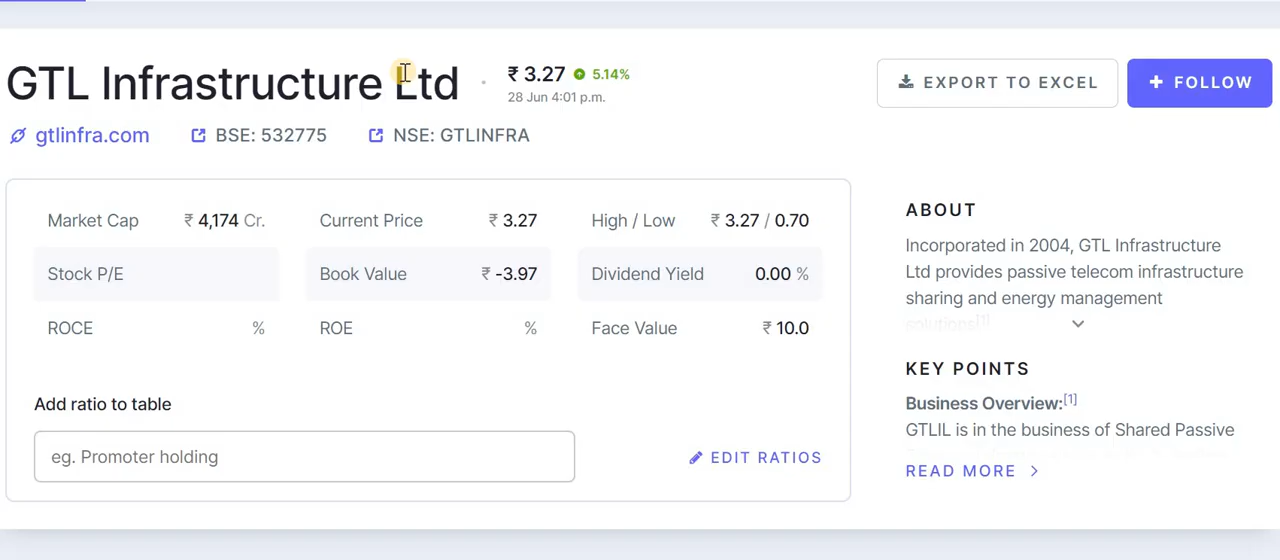 GTL Infrastructure Ltd
₹ 3.27 5.14%
28 Jun 4:01 p.m.
EXPORT TO EXCEL
+ FOLLOW
gtlinfra.com
BSE: 532775
NSE: GTLINFRA
Market Cap ₹ 4,174 Cr.
Current Price ₹ 3.27
High / Low ₹ 3.27 / 0.70
Stock P/E
Book Value ₹ -3.97
Dividend Yield 0.00 %
ROCE %
ROE %
Face Value ₹ 10.0
Add ratio to table
eg. Promoter holding
EDIT RATIOS
ABOUT
Incorporated in 2004, GTL Infrastructure
Ltd provides passive telecom infrastructure
sharing and energy management
solutions[1]
KEY POINTS
Business Overview:[1]
GTLIL is in the business of Shared Passive
READ MORE